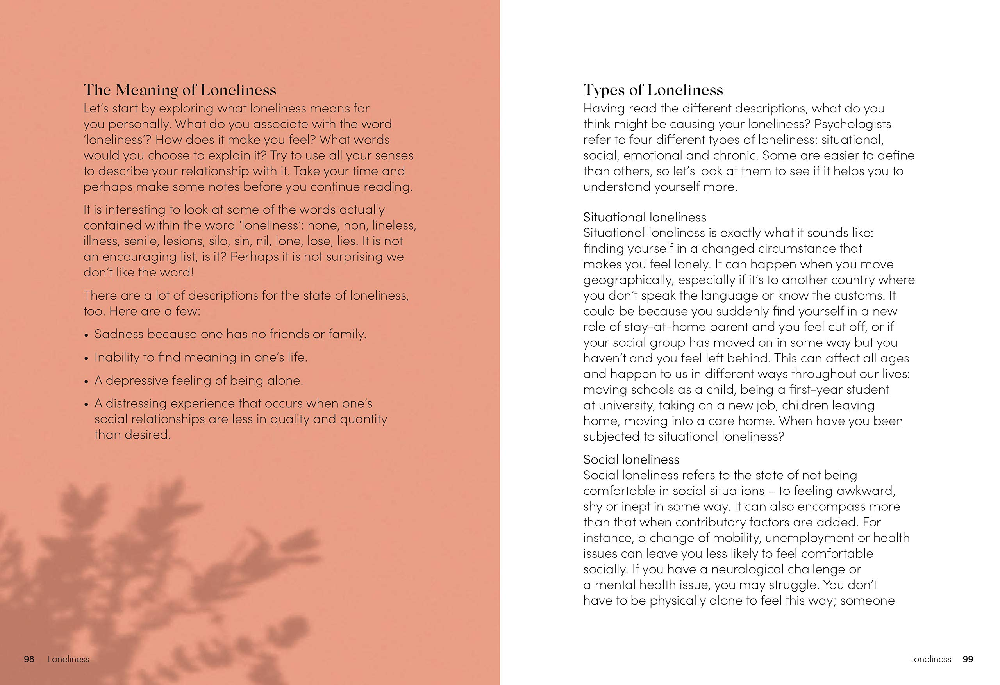 The Meaning of Loneliness
Let’s start by exploring what loneliness means for
you personally. What do you associate with the word
‘loneliness’? How does it make you feel? What words
would you choose to explain it? Try to use all your senses
to describe your relationship with it. Take your time and
perhaps make some notes before you continue reading.
It is interesting to look at some of the words actually
contained within the word ‘loneliness’: none, non, lineless,
illness, senile, lesions, silo, sin, nil, lone, lose, lies. It is not
an encouraging list, is it? Perhaps it is not surprising we
don’t like the word!
There are a lot of descriptions for the state of loneliness,
too. Here are a few:
• Sadness because one has no friends or family.
• Inability to find meaning in one’s life.
• A depressive feeling of being alone.
• A distressing experience that occurs when one’s
social relationships are less in quality and quantity
than desired.
98 Loneliness
Types of Loneliness
Having read the different descriptions, what do you
think might be causing your loneliness? Psychologists
refer to four different types of loneliness: situational,
social, emotional and chronic. Some are easier to define
than others, so let’s look at them to see if it helps you to
understand yourself more.
Situational loneliness
Situational loneliness is exactly what it sounds like:
finding yourself in a changed circumstance that
makes you feel lonely. It can happen when you move
geographically, especially if it’s to another country where
you don’t speak the language or know the customs. It
could be because you suddenly find yourself in a new
role of stay-at-home parent and you feel cut off, or if
your social group has moved on in some way but you
haven’t and you feel left behind. This can affect all ages
and happen to us in different ways throughout our lives:
moving schools as a child, being a first-year student
at university, taking on a new job, children leaving
home, moving into a care home. When have you been
subjected to situational loneliness?
Social loneliness
Social loneliness refers to the state of not being
comfortable in social situations – to feeling awkward,
shy or inept in some way. It can also encompass more
than that when contributory factors are added. For
instance, a change of mobility, unemployment or health
issues can leave you less likely to feel comfortable
socially. If you have a neurological challenge or
a mental health issue, you may struggle. You don’t
have to be physically alone to feel this way; someone
Loneliness 99